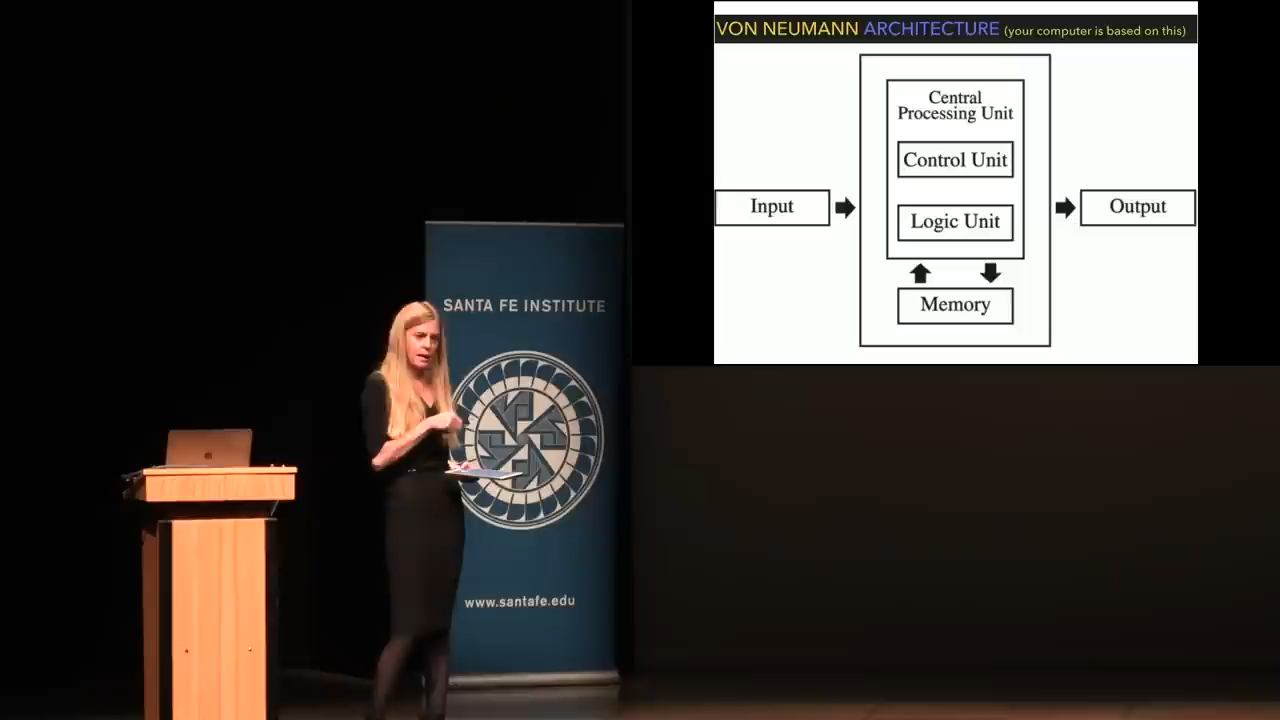 VON NEUMANN ARCHITECTURE (your computer is based on this)
Central
Processing Unit
Control Unit
Input
Logic Unit
Output
Memory
SANTA FE INSTITUTE
www.santafe.edu